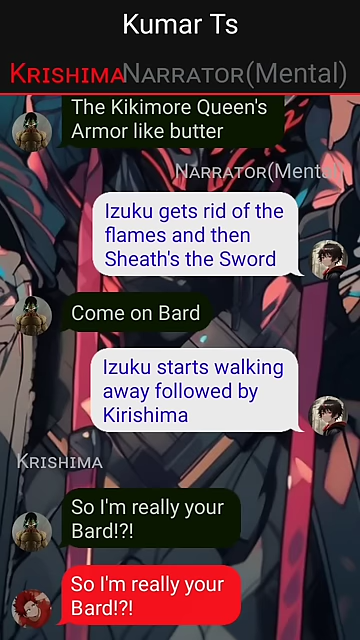 Kumar Ts
KRISHIMA NARRATOR(Mental)
The Kikimore Queen's
Armor like butter
NARRATOR(Mental)
Izuku gets rid of the
flames and then
Sheath's the Sword
Come on Bard
Izuku starts walking
away followed by
Kirishima
KRISHIMA
So I'm really your
Bard!?!
So I'm really your
Bard!?!